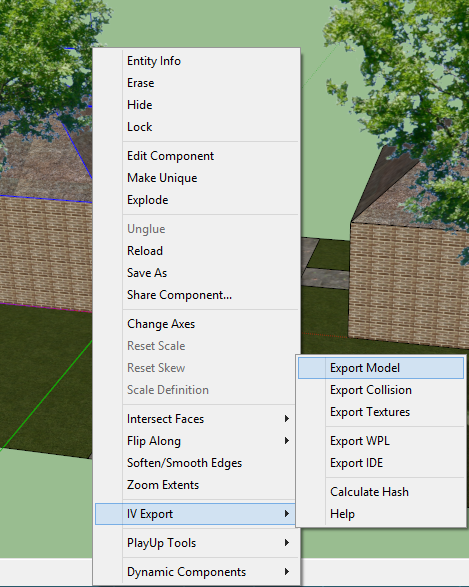 Entity Info
Erase
Hide
Lock
Edit Component
Make Unique
Explode
Unglue
Reload
Save As
Share Component...
Change Axes
Reset Scale
Reset Skew
Scale Definition
Intersect Faces
Flip Along
Soften/Smooth Edges
Zoom Extents
IV Export
PlayUp Tools
Dynamic Components
Export Model
Export Collision
Export Textures
Export WPL
Export IDE
Calculate Hash
Help